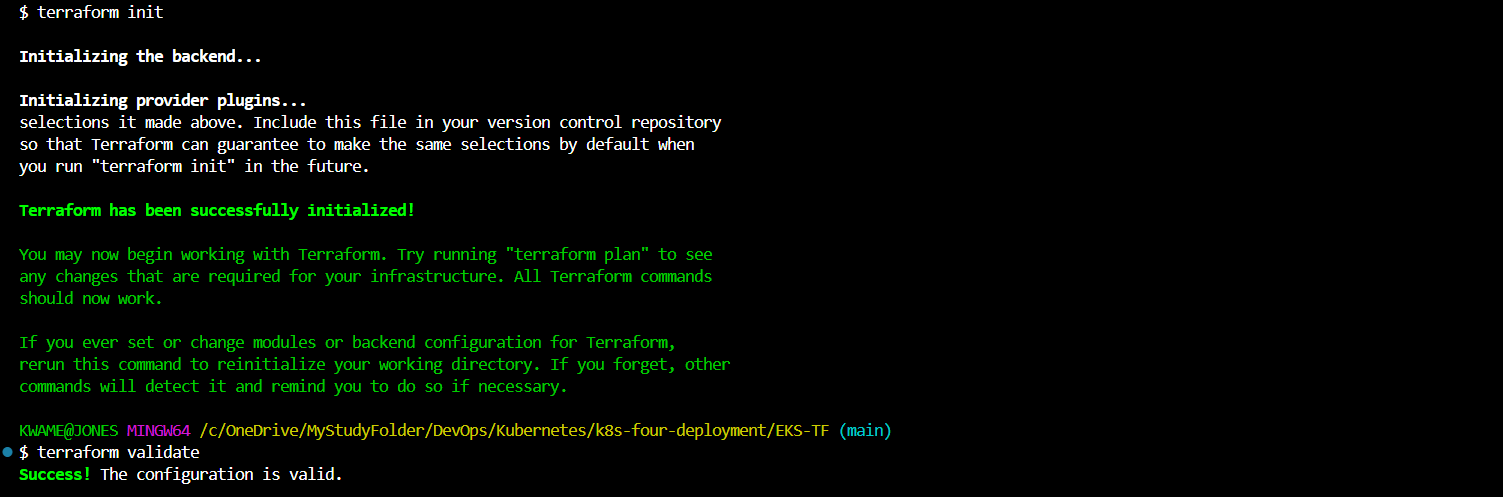 $ terraform init
Initializing the backend...
Initializing provider plugins...
selections it made above. Include this file in your version control repository
so that Terraform can guarantee to make the same selections by default when
you run "terraform init" in the future.
Terraform has been successfully initialized!
You may now begin working with Terraform. Try running "terraform plan" to see
any changes that are required for your infrastructure. All Terraform commands
should now work.
If you ever set or change modules or backend configuration for Terraform,
rerun this command to reinitialize your working directory. If you forget, other
commands will detect it and remind you to do so if necessary.
KWAME@JONES MINGW64 /c/OneDrive/MyStudyFolder/DevOps/Kubernetes/k8s-four-deployment/EKS-TF (main)
$ terraform validate
Success! The configuration is valid.